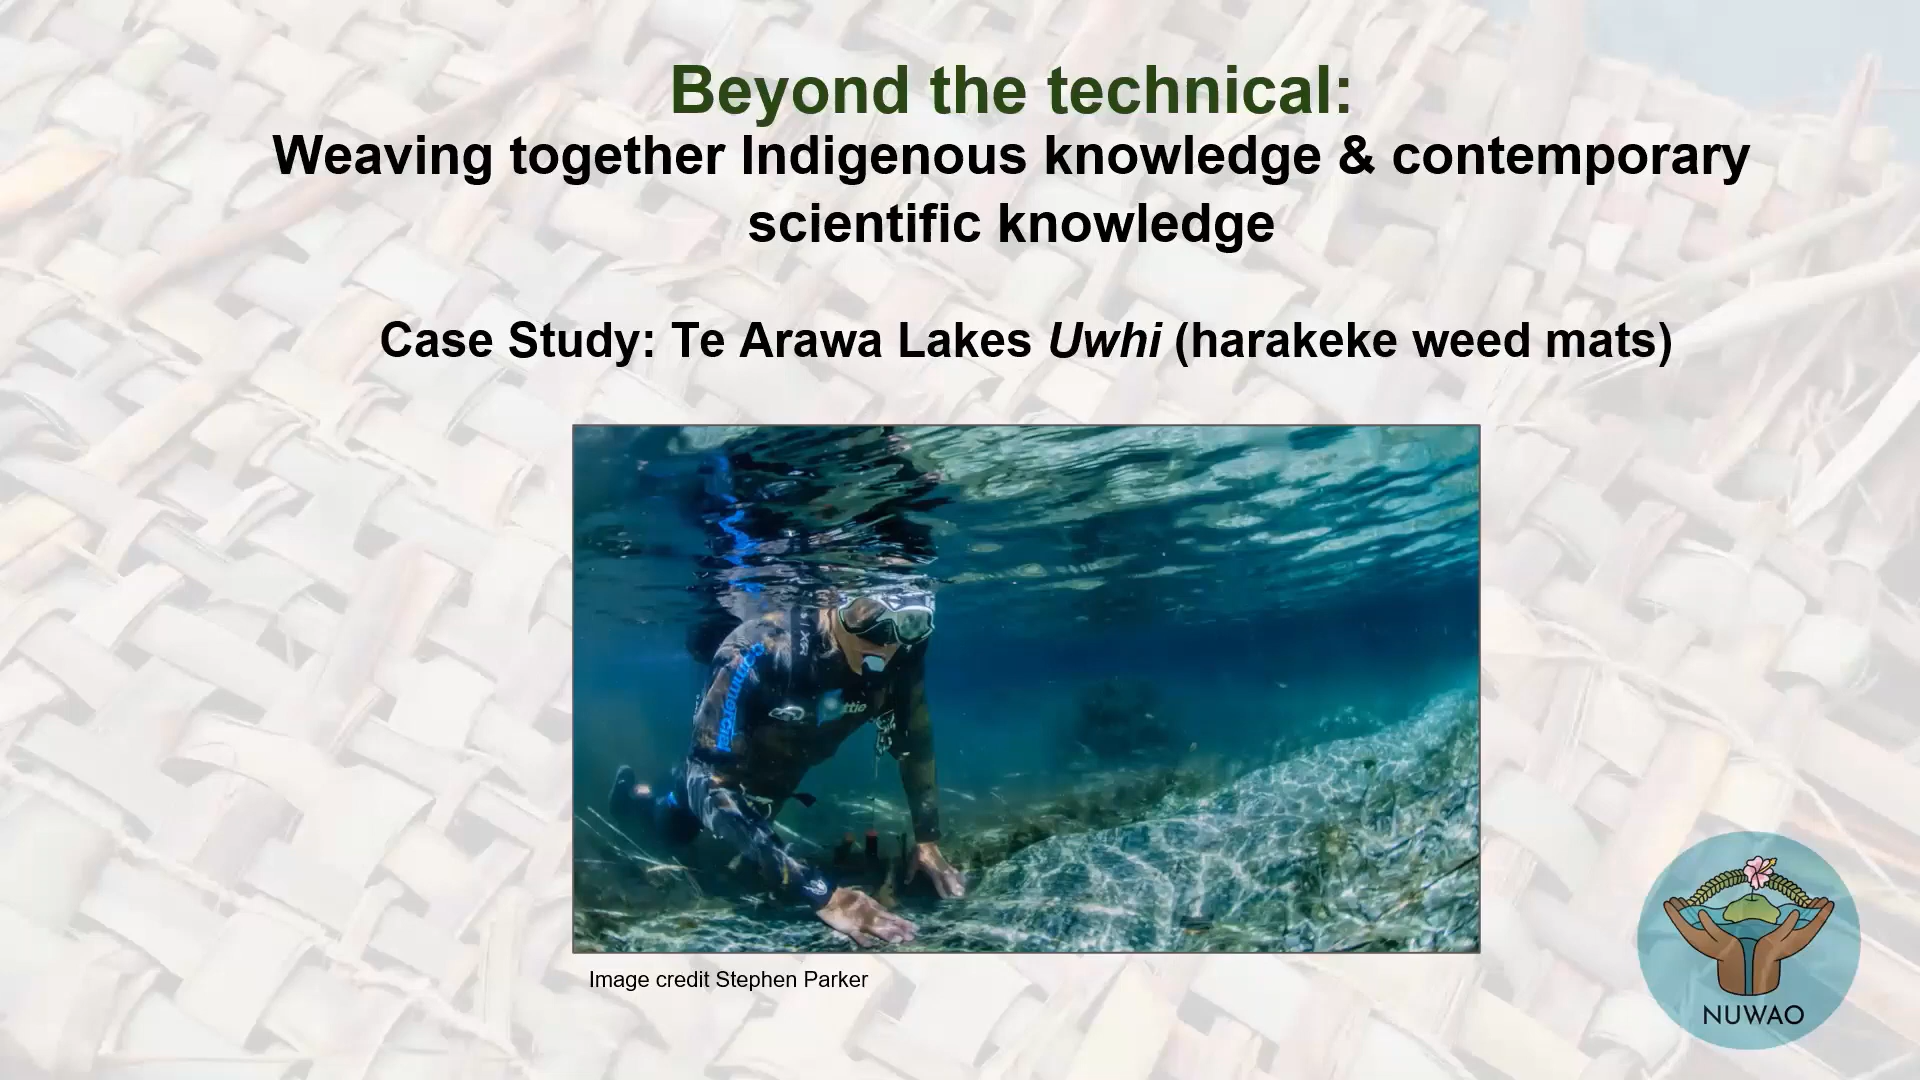 Beyond the technical:
Weaving together Indigenous knowledge & contemporary
scientific knowledge
Case Study: Te Arawa Lakes Uwhi (harakeke weed mats)
commercial
Image credit Stephen Parker
NUWAO